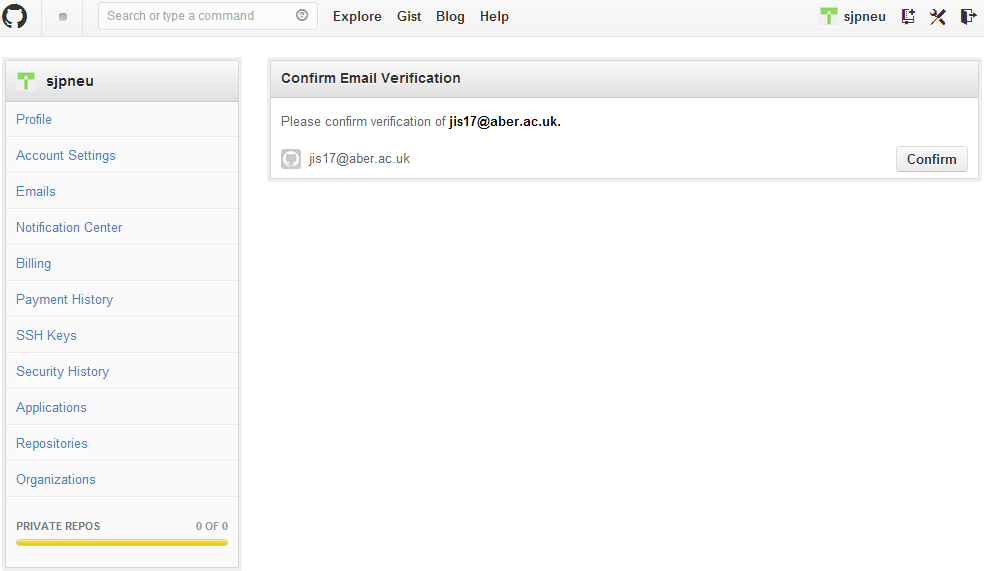 Search or type a command Explore Gist Blog Help sjpneu
sjpneu
Profile
Account Settings
Emails
Notification Center
Billing
Payment History
SSH Keys
Security History
Applications
Repositories
Organizations
PRIVATE REPOS 0 OF 0
Confirm Email Verification
Please confirm verification of jis17@aber.ac.uk.
jis17@aber.ac.uk Confirm